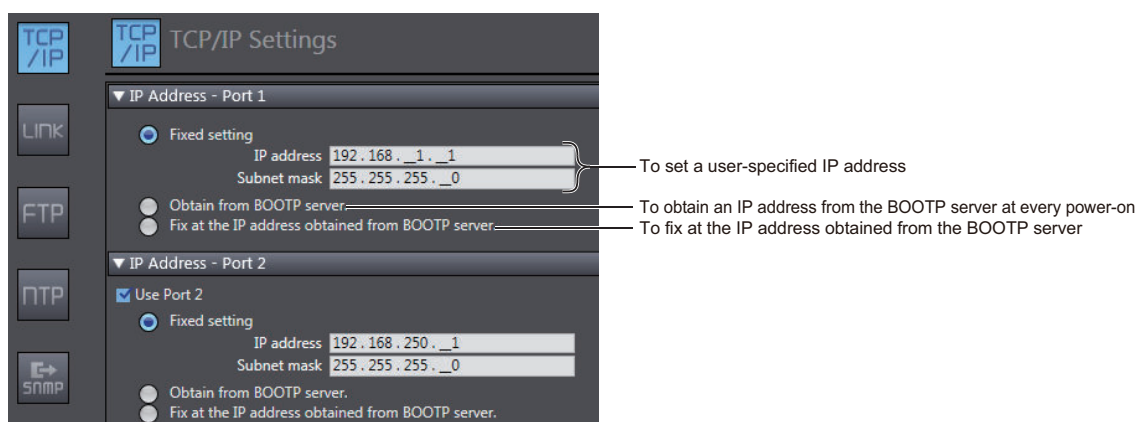 TCP
/IP
TCP
/IP
TCP/IP Settings
▼ IP Address - Port 1
LINK
Fixed setting
IP address 192.168.__1.__1
Subnet mask 255.255.255.__0
To set a user-specified IP address
FTP
Obtain from BOOTP server.
To obtain an IP address from the BOOTP server at every power-on
Fix at the IP address obtained from BOOTP server.
To fix at the IP address obtained from the BOOTP server
▼ IP Address - Port 2
NTP
Use Port 2
Fixed setting
IP address 192.168.250.__1
Subnet mask 255.255.255.__0
SNMP
Obtain from BOOTP server.
Fix at the IP address obtained from BOOTP server.